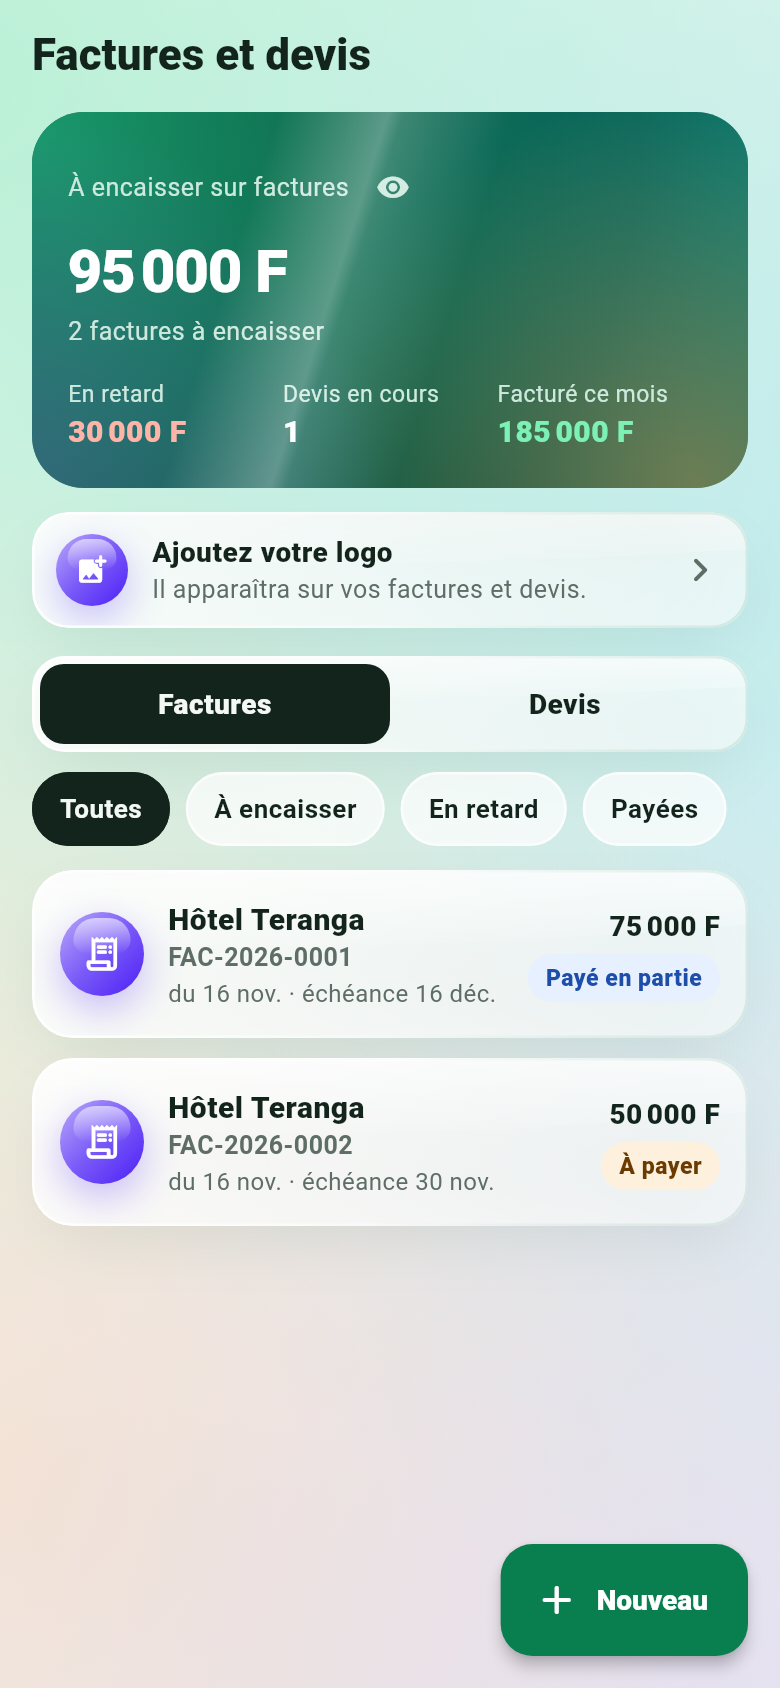 Factures et devis
À encaisser sur factures
95 000 F
2 factures à encaisser
En retard
30 000 F
Devis en cours
1
Facturé ce mois
185 000 F
Ajoutez votre logo
Il apparaîtra sur vos factures et devis.
Factures
Devis
Toutes
À encaisser
En retard
Payées
Hôtel Teranga
FAC-2026-0001
du 16 nov. · échéance 16 déc.
75 000 F
Payé en partie
Hôtel Teranga
FAC-2026-0002
du 16 nov. · échéance 30 nov.
50 000 F
À payer
Nouveau